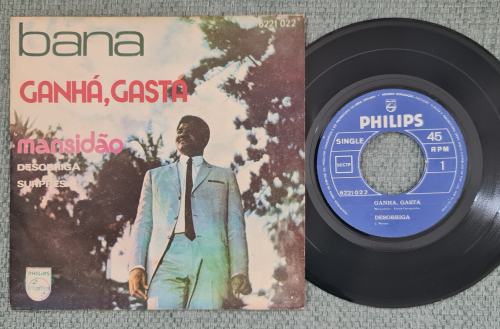 bana
6221 022
GANHÁ, GASTA
mansidão
DESOBRIGA
SURPRESA
PHILIPS
PHILIPS
SINGLE
45
RPM
1
6221022
GANHA, GASTA
DESOBRIGA